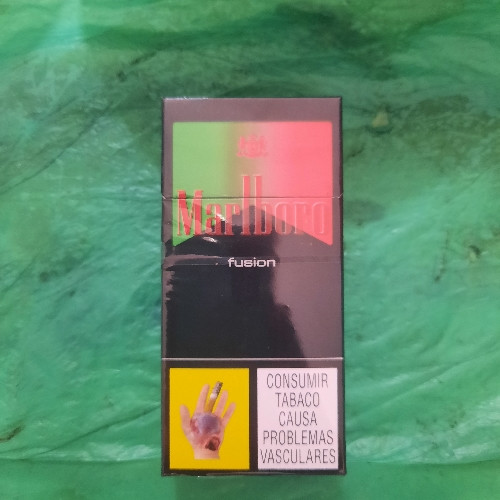 Marlboro
fusion
CONSUMIR
TABACO
CAUSA
PROBLEMAS
VASCULARES